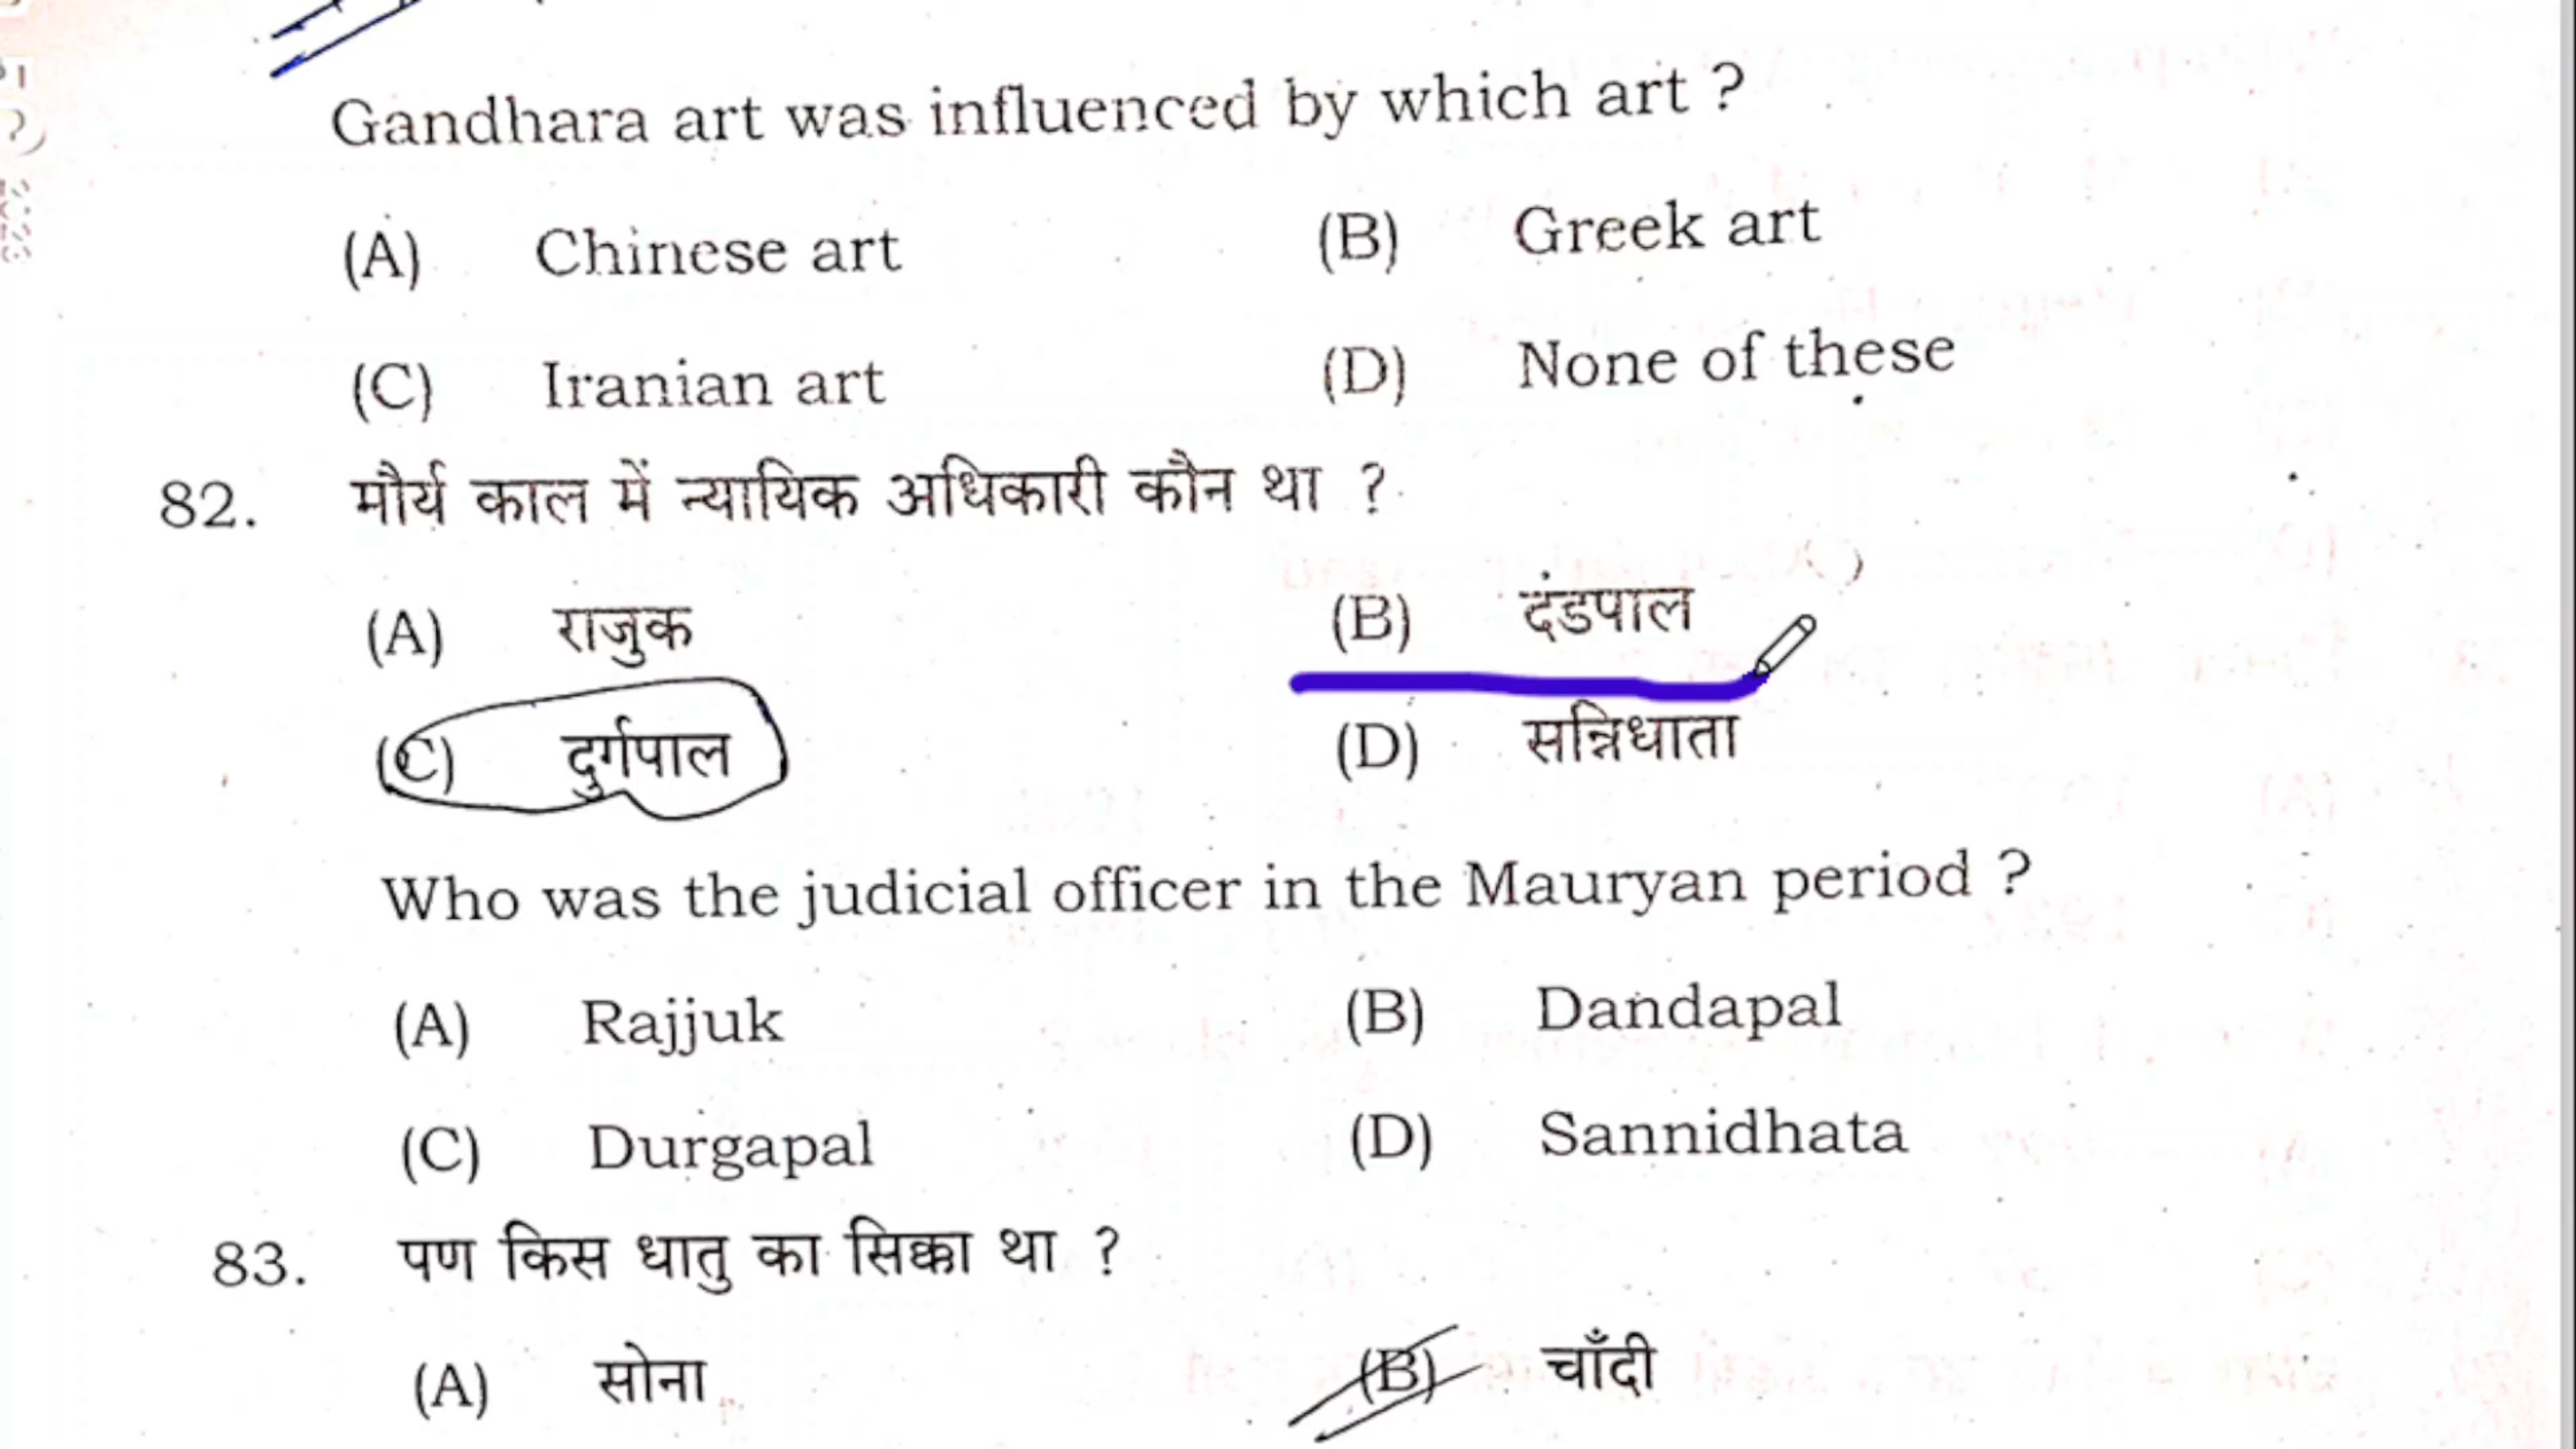 Gandhara art was influenced by which art ?
(A) Chinese art (B) Greek art
(C) Iranian art (D) None of these
82. मौर्य काल में न्यायिक अधिकारी कौन था ?
(A) राजुक (B) दंडपाल
(C) दुर्गपाल (D) सन्निधाता
Who was the judicial officer in the Mauryan period ?
(A) Rajjuk (B) Dandapal
(C) Durgapal (D) Sannidhata
83. पण किस धातु का सिक्का था ?
(A) सोना (B) चाँदी